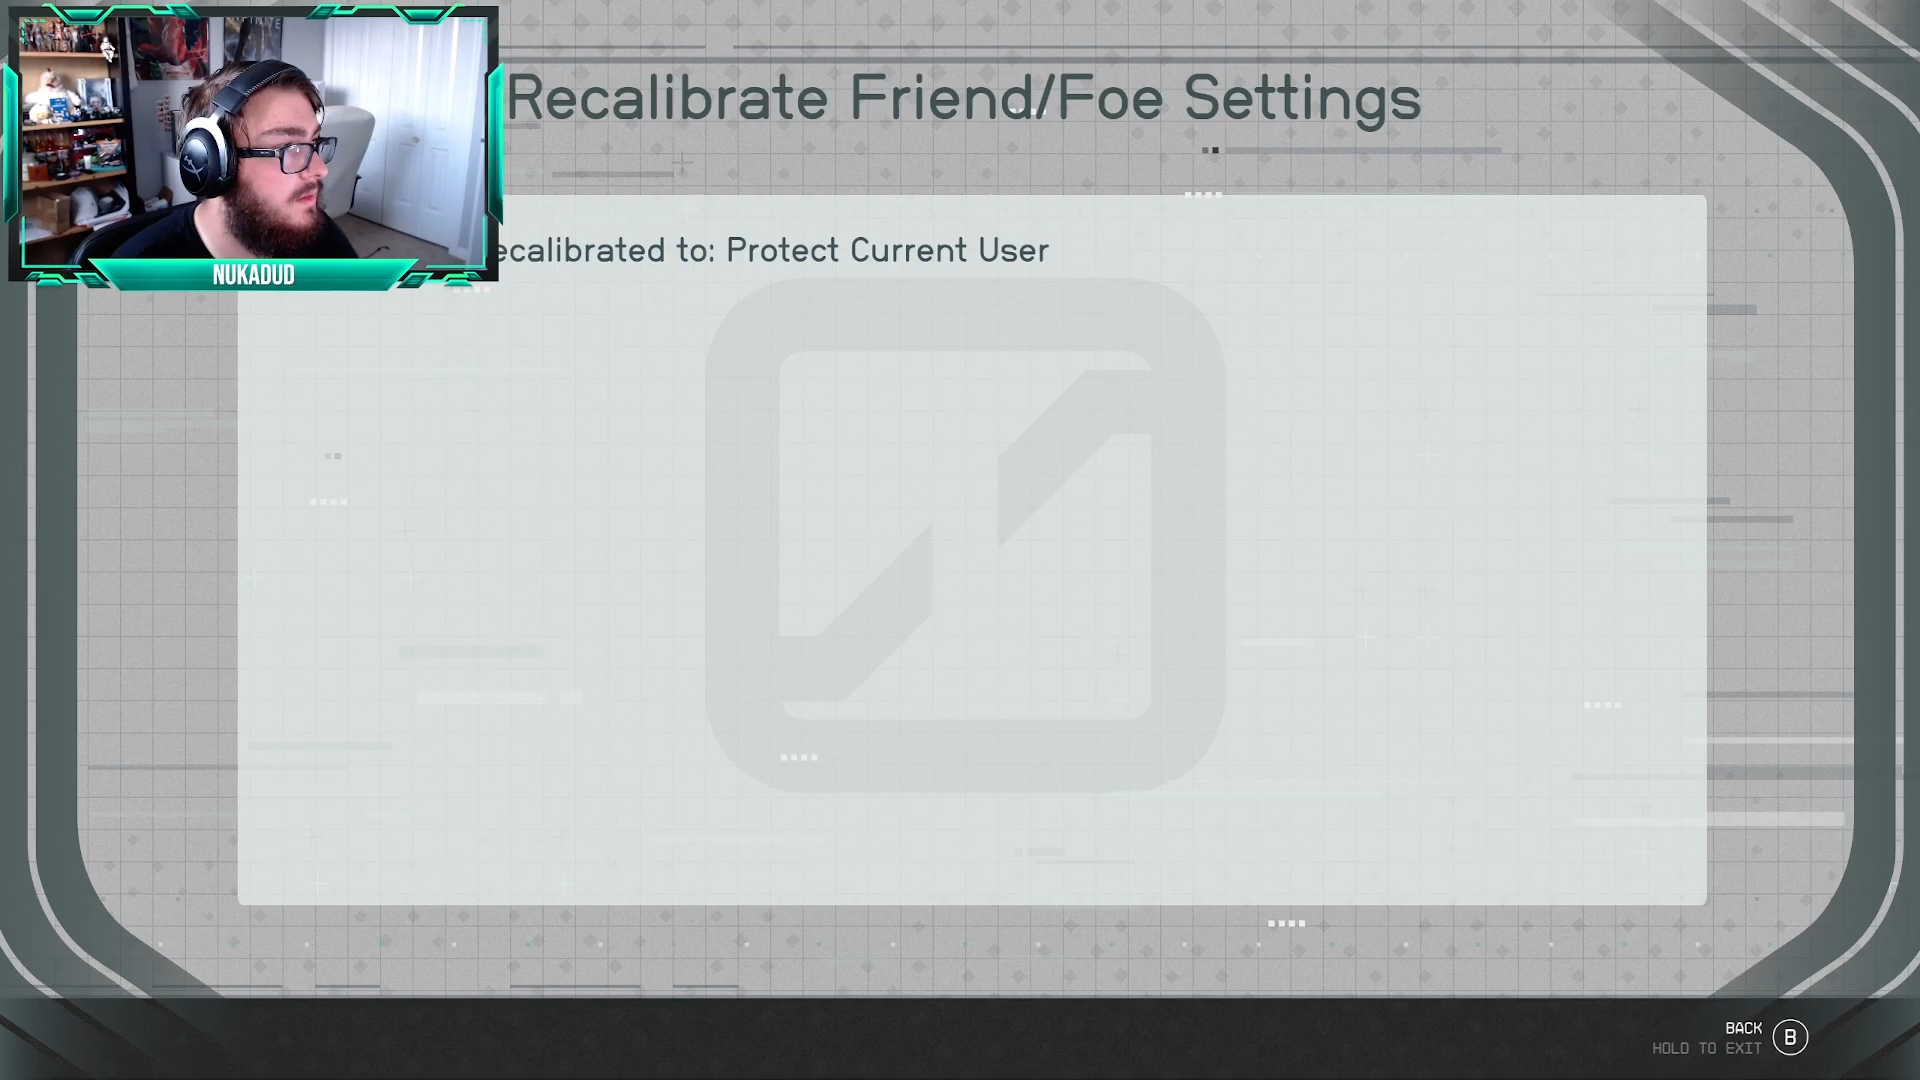 Recalibrate Friend/Foe Settings
ecalibrated to: Protect Current User
NUKADUD
BACK
HOLD TO EXIT
B